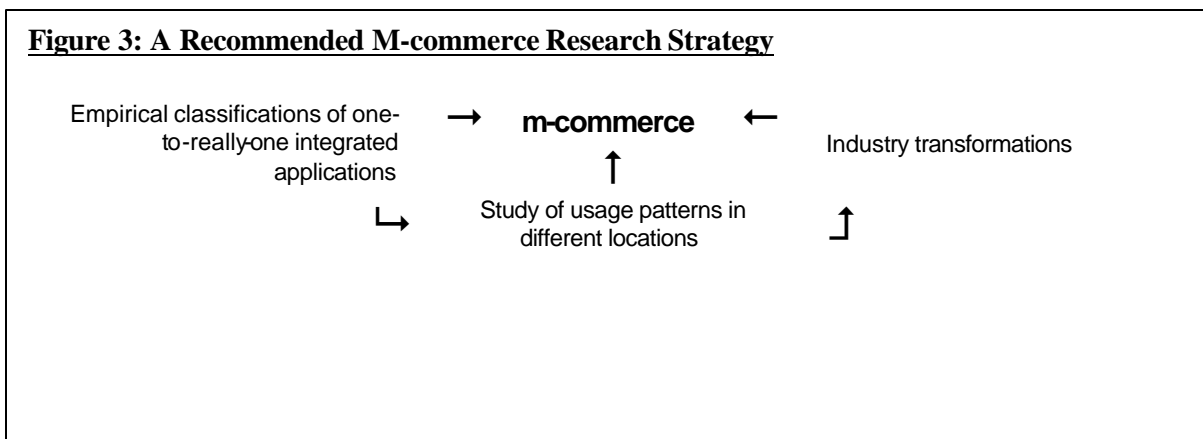 Figure 3: A Recommended M-commerce Research Strategy
Empirical classifications of one-
to-really-one integrated
applications
m-commerce
Industry transformations
Study of usage patterns in
different locations